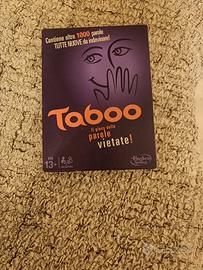 Contiene oltre 1000 parole
TUTTE NUOVE da indovinare!
Taboo
Il gioco delle
parole
vietate!
13+
Hasbro
Gaming